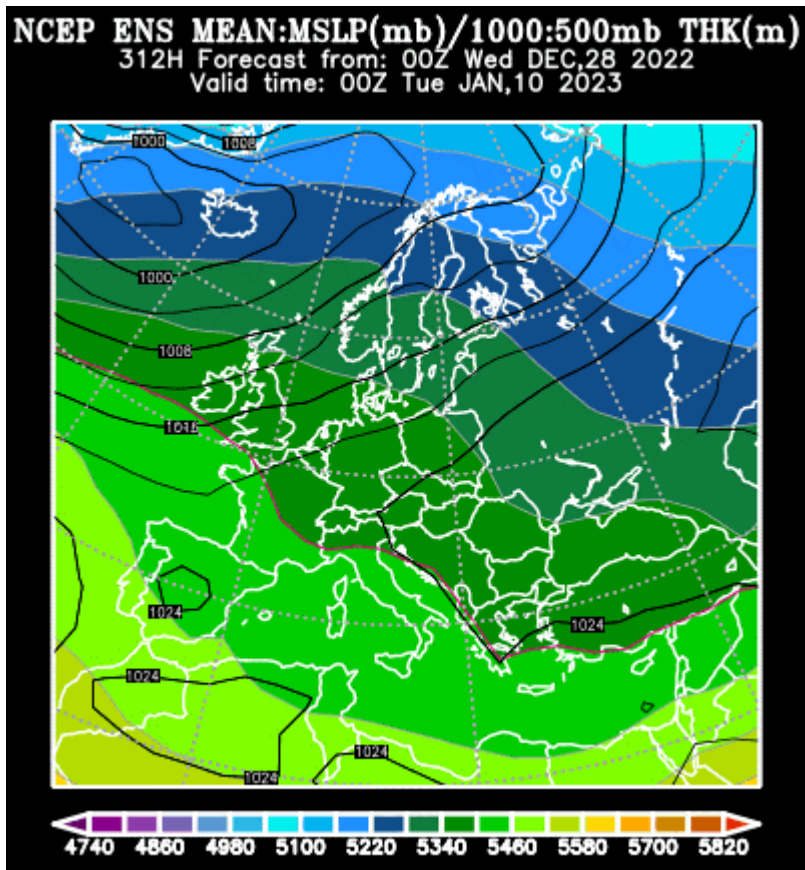 NCEP ENS MEAN:MSLP(mb)/1000:500mb THK(m)
312H Forecast from: 00Z Wed DEC,28 2022
Valid time: 00Z Tue JAN,10 2023
1000
1008
1000
1008
1016
1024
1024
1024
1024
1024
4740 4860 4980 5100 5220 5340 5460 5580 5700 5820